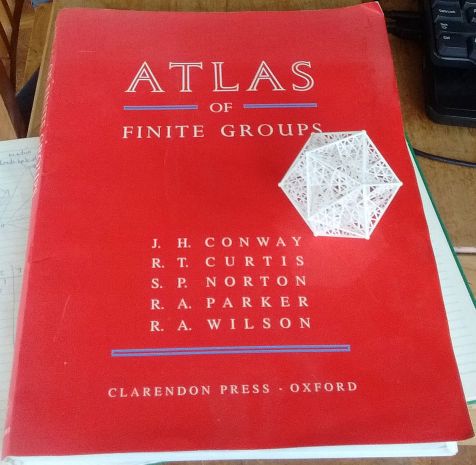 ATLAS
OF
FINITE GROUPS
J. H. CONWAY
R. T. CURTIS
S. P. NORTON
R. A. PARKER
R. A. WILSON
CLARENDON PRESS - OXFORD